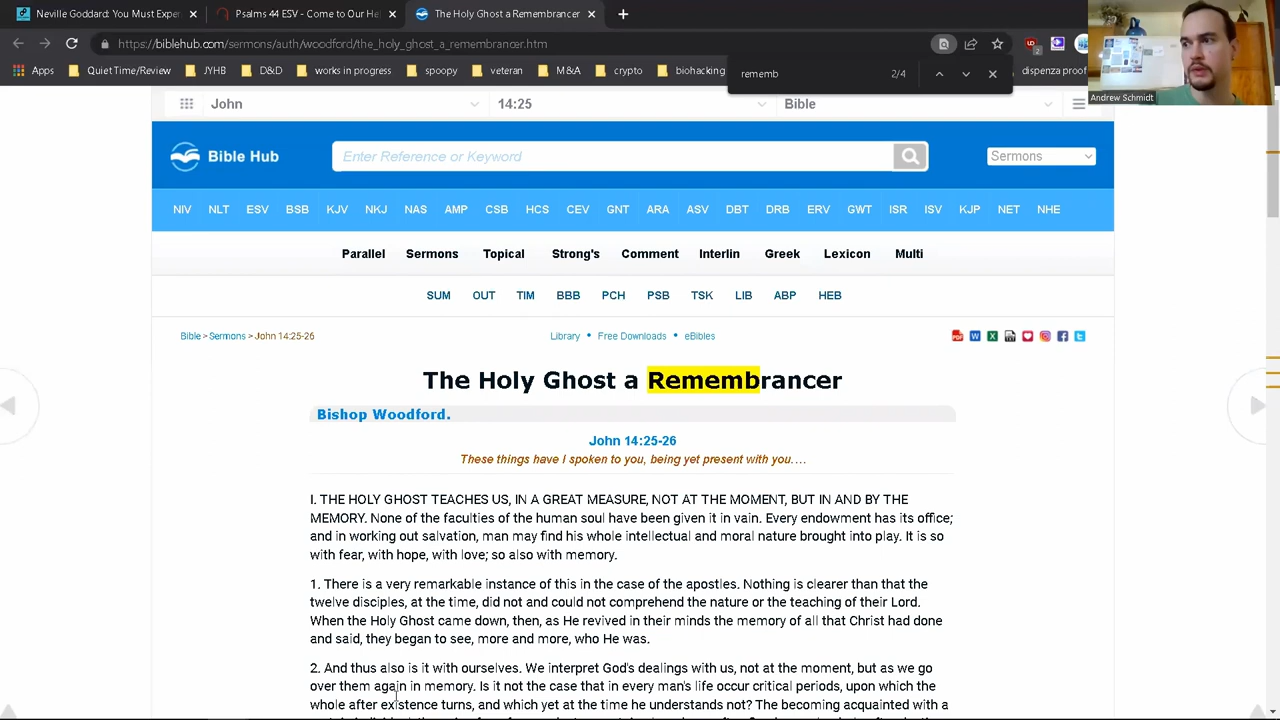 Neville Goddard: You Must Exper
Psalms 44 ESV - Come to Our He
The Holy Ghost a Remembrancer
https://biblehub.com/sermons/auth/woodford/the_holy_ghost_a_remembrancer.htm
2
Apps
QuietTime/Review
JYHB
D&D
works in progress
spoopy
veteran
M&A
crypto
biohacking
dispenza proof
rememb
2/4
Andrew Schmidt
John
14:25
Bible
Bible Hub
Enter Reference or Keyword
Sermons
NIV NLT ESV BSB KJV NKJ NAS AMP CSB HCS CEV GNT ARA ASV DBT DRB ERV GWT ISR ISV KJP NET NHE
Parallel Sermons Topical Strong's Comment Interlin Greek Lexicon Multi
SUM OUT TIM BBB PCH PSB TSK LIB ABP HEB
Bible > Sermons > John 14:25-26
Library • Free Downloads • eBibles
The Holy Ghost a Remembrancer
Bishop Woodford.
John 14:25-26
These things have I spoken to you, being yet present with you....
I. THE HOLY GHOST TEACHES US, IN A GREAT MEASURE, NOT AT THE MOMENT, BUT IN AND BY THE
MEMORY. None of the faculties of the human soul have been given it in vain. Every endowment has its office;
and in working out salvation, man may find his whole intellectual and moral nature brought into play. It is so
with fear, with hope, with love; so also with memory.
1. There is a very remarkable instance of this in the case of the apostles. Nothing is clearer than that the
twelve disciples, at the time, did not and could not comprehend the nature or the teaching of their Lord.
When the Holy Ghost came down, then, as He revived in their minds the memory of all that Christ had done
and said, they began to see, more and more, who He was.
2. And thus also is it with ourselves. We interpret God's dealings with us, not at the moment, but as we go
over them again in memory. Is it not the case that in every man's life occur critical periods, upon which the
whole after existence turns, and which yet at the time he understands not? The becoming acquainted with a